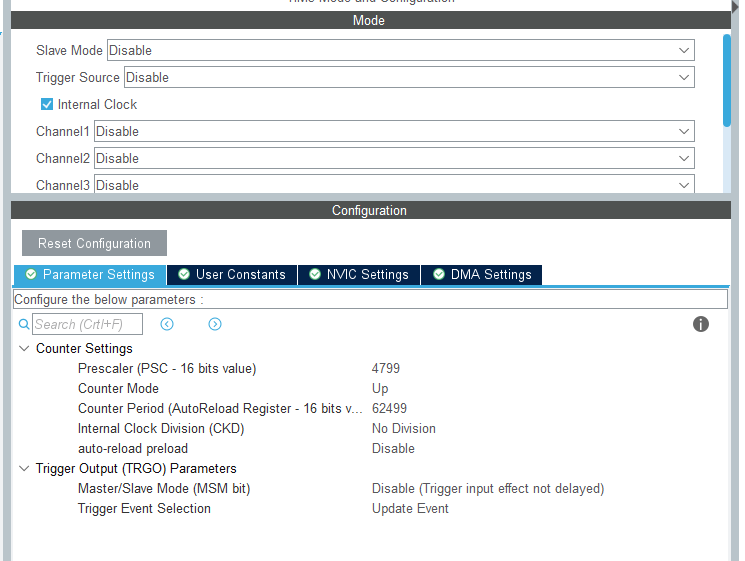 Mode and Configuration
Mode
Slave Mode Disable
Trigger Source Disable
Internal Clock
Channel1 Disable
Channel2 Disable
Channel3 Disable
Configuration
Reset Configuration
Parameter Settings User Constants NVIC Settings DMA Settings
Configure the below parameters :
Search (Crtl+F)
Counter Settings
Prescaler (PSC - 16 bits value) 4799
Counter Mode Up
Counter Period (AutoReload Register - 16 bits v... 62499
Internal Clock Division (CKD) No Division
auto-reload preload Disable
Trigger Output (TRGO) Parameters
Master/Slave Mode (MSM bit) Disable (Trigger input effect not delayed)
Trigger Event Selection Update Event